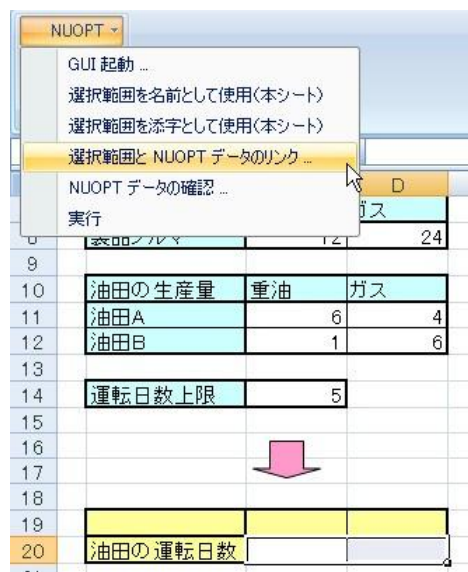 NUOPT
GUI 起動 ...
選択範囲を名前として使用(本シート)
選択範囲を添字として使用(本シート)
選択範囲と NUOPT データのリンク ...
NUOPT データの確認 ...
実行
D
ガス
製品ノルマ 12 24
9
10 油田の生産量 重油 ガス
11 油田A 6 4
12 油田B 1 6
13
14 運転日数上限 5
15
16
17
18
19
20 油田の運転日数